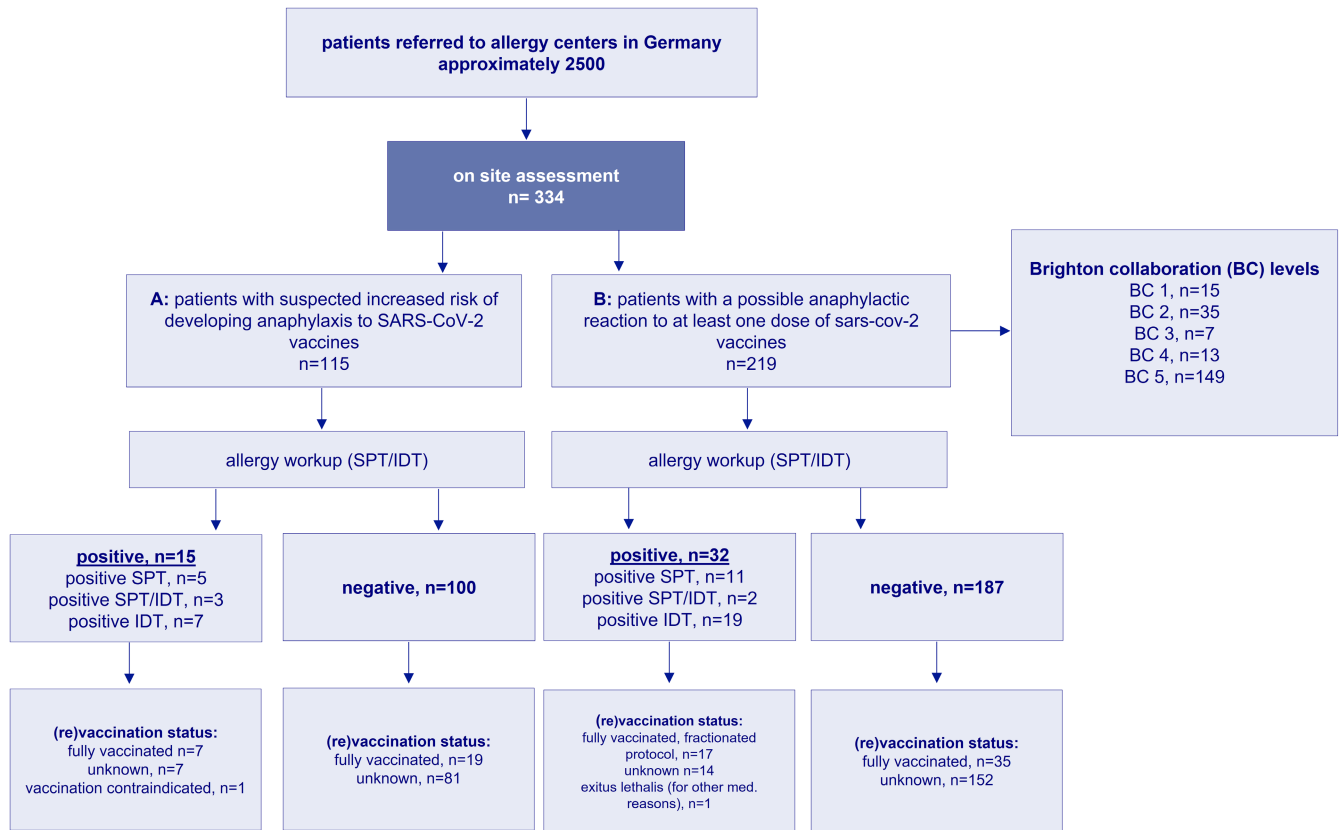 patients referred to allergy centers in Germany
approximately 2500
on site assessment
n= 334
A: patients with suspected increased risk of
developing anaphylaxis to SARS-CoV-2
vaccines
n=115
B: patients with a possible anaphylactic
reaction to at least one dose of sars-cov-2
vaccines
n=219
Brighton collaboration (BC) levels
BC 1, n=15
BC 2, n=35
BC 3, n=7
BC 4, n=13
BC 5, n=149
allergy workup (SPT/IDT)
allergy workup (SPT/IDT)
positive, n=15
positive SPT, n=5
positive SPT/IDT, n=3
positive IDT, n=7
negative, n=100
positive, n=32
positive SPT, n=11
positive SPT/IDT, n=2
positive IDT, n=19
negative, n=187
(re)vaccination status:
fully vaccinated n=7
unknown, n=7
vaccination contraindicated, n=1
(re)vaccination status:
fully vaccinated, n=19
unknown, n=81
(re)vaccination status:
fully vaccinated, fractionated
protocol, n=17
unknown n=14
exitus lethalis (for other med.
reasons), n=1
(re)vaccination status:
fully vaccinated, n=35
unknown, n=152